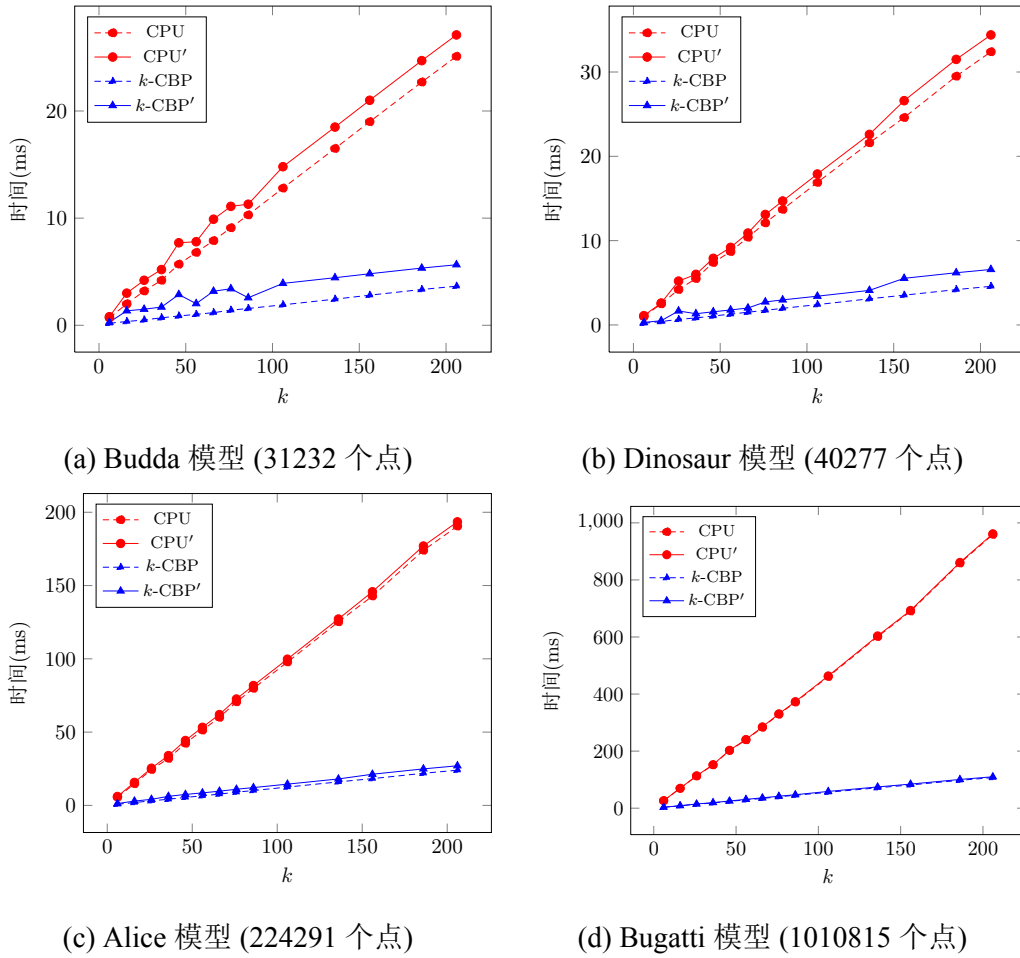 CPU
CPU′
k-CBP
k-CBP′
20
10
0
时间(ms)
0 50 100 150 200
k
(a) Budda 模型 (31232 个点)
CPU
CPU′
k-CBP
k-CBP′
30
20
10
0
时间(ms)
0 50 100 150 200
k
(b) Dinosaur 模型 (40277 个点)
CPU
CPU′
k-CBP
k-CBP′
200
150
100
50
0
时间(ms)
0 50 100 150 200
k
(c) Alice 模型 (224291 个点)
CPU
CPU′
k-CBP
k-CBP′
1,000
800
600
400
200
0
时间(ms)
0 50 100 150 200
k
(d) Bugatti 模型 (1010815 个点)